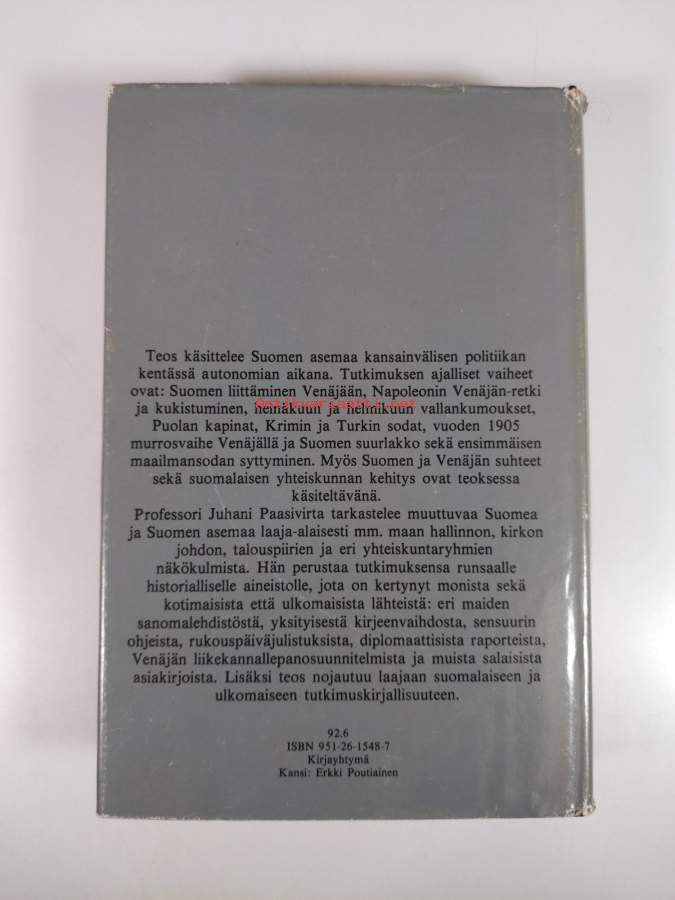 Teos käsittelee Suomen asemaa kansainvälisen politiikan
kentässä autonomian aikana. Tutkimuksen ajalliset vaiheet
ovat: Suomen liittäminen Venäjään, Napoleonin Venäjän-retki
ja kukistuminen, heinäkuun ja helmikuun vallankumoukset,
antikvariaatti.net
Puolan kapinat, Krimin ja Turkin sodat, vuoden 1905
murrosvaihe Venäjällä ja Suomen suurlakko sekä ensimmäisen
maailmansodan syttyminen. Myös Suomen ja Venäjän suhteet
sekä suomalaisen yhteiskunnan kehitys ovat teoksessa
käsiteltävänä.
Professori Juhani Paasivirta tarkastelee muuttuvaa Suomea
ja Suomen asemaa laaja-alaisesti mm. maan hallinnon, kirkon
johdon, talouspiirien ja eri yhteiskuntaryhmien
näkökulmista. Hän perustaa tutkimuksensa runsaalle
historialliselle aineistolle, jota on kertynyt monista sekä
kotimaisista että ulkomaisista lähteistä: eri maiden
sanomalehdistöstä, yksityisestä kirjeenvaihdosta, sensuurin
ohjeista, rukouspäiväjulistuksista, diplomaattisista raporteista,
Venäjän liikekannallepanosuunnitelmista ja muista salaisista
asiakirjoista. Lisäksi teos nojautuu laajaan suomalaiseen ja
ulkomaiseen tutkimuskirjallisuuteen.
92.6
ISBN 951-26-1548-7
Kirjayhtymä
Kansi: Erkki Poutiainen